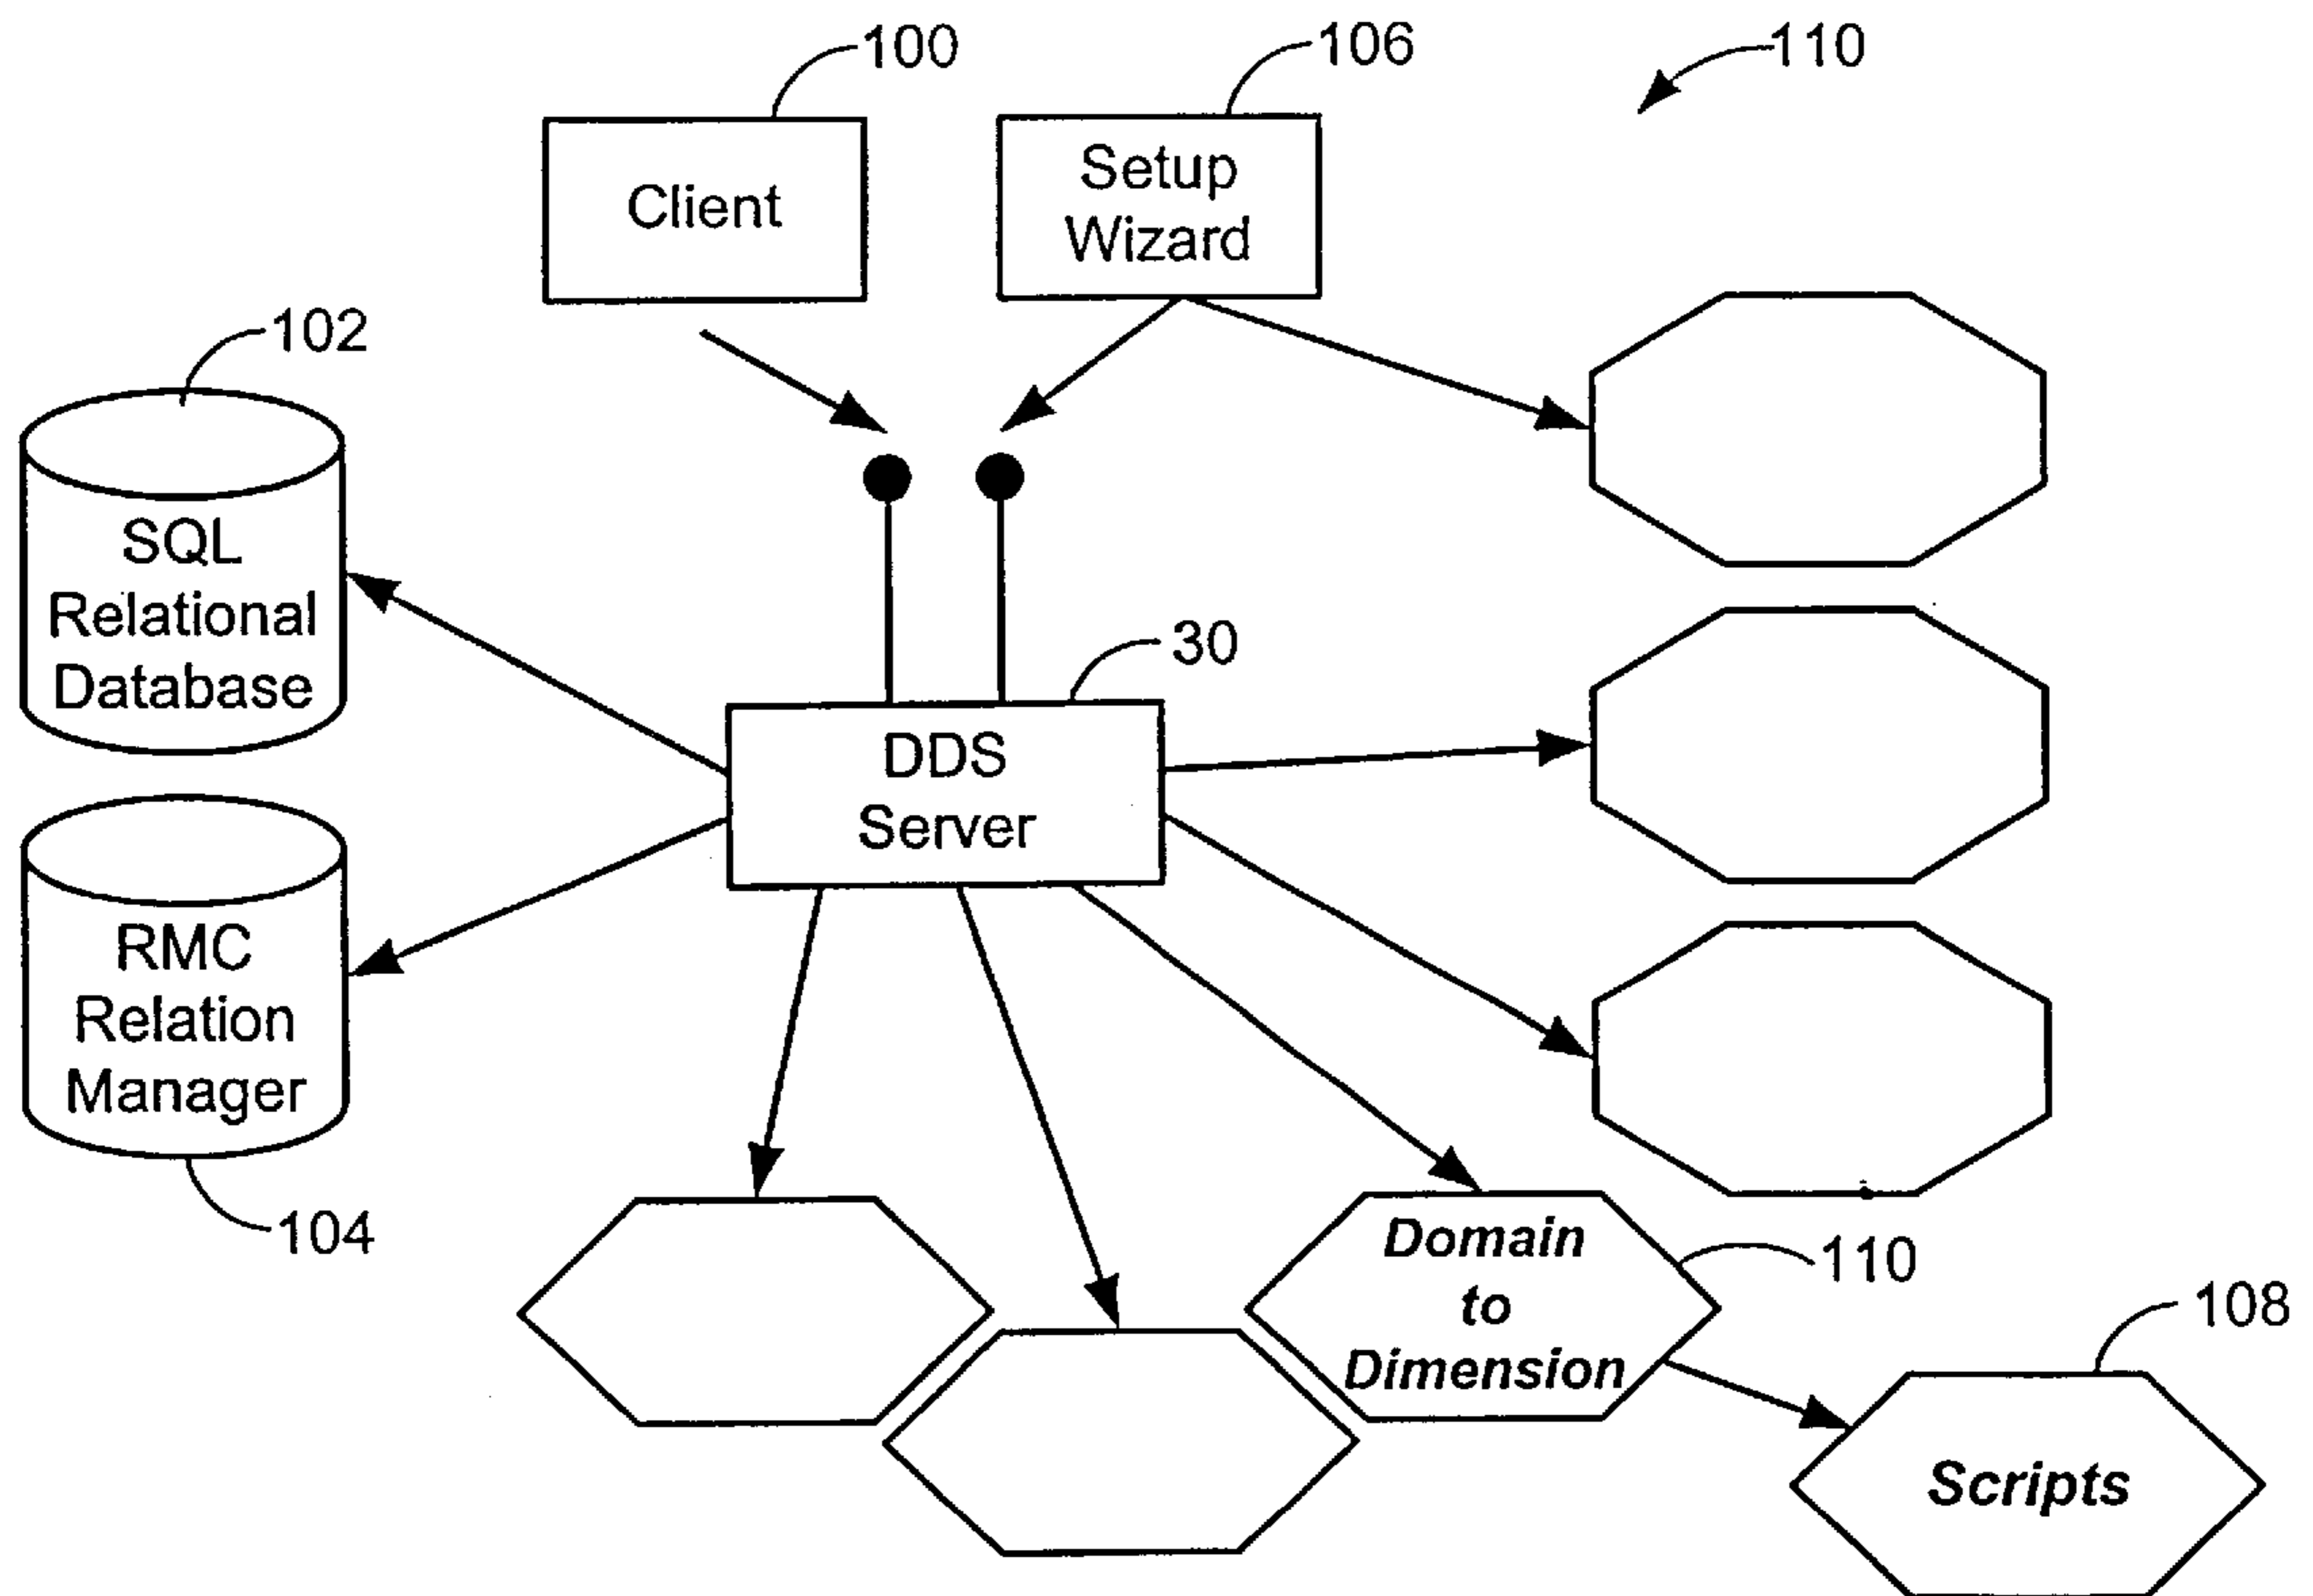 100
106
110
Client
Setup
Wizard
102
SQL
Relational
Database
30
DDS
Server
RMC
Relation
Manager
104
Domain
to
Dimension
110
108
Scripts